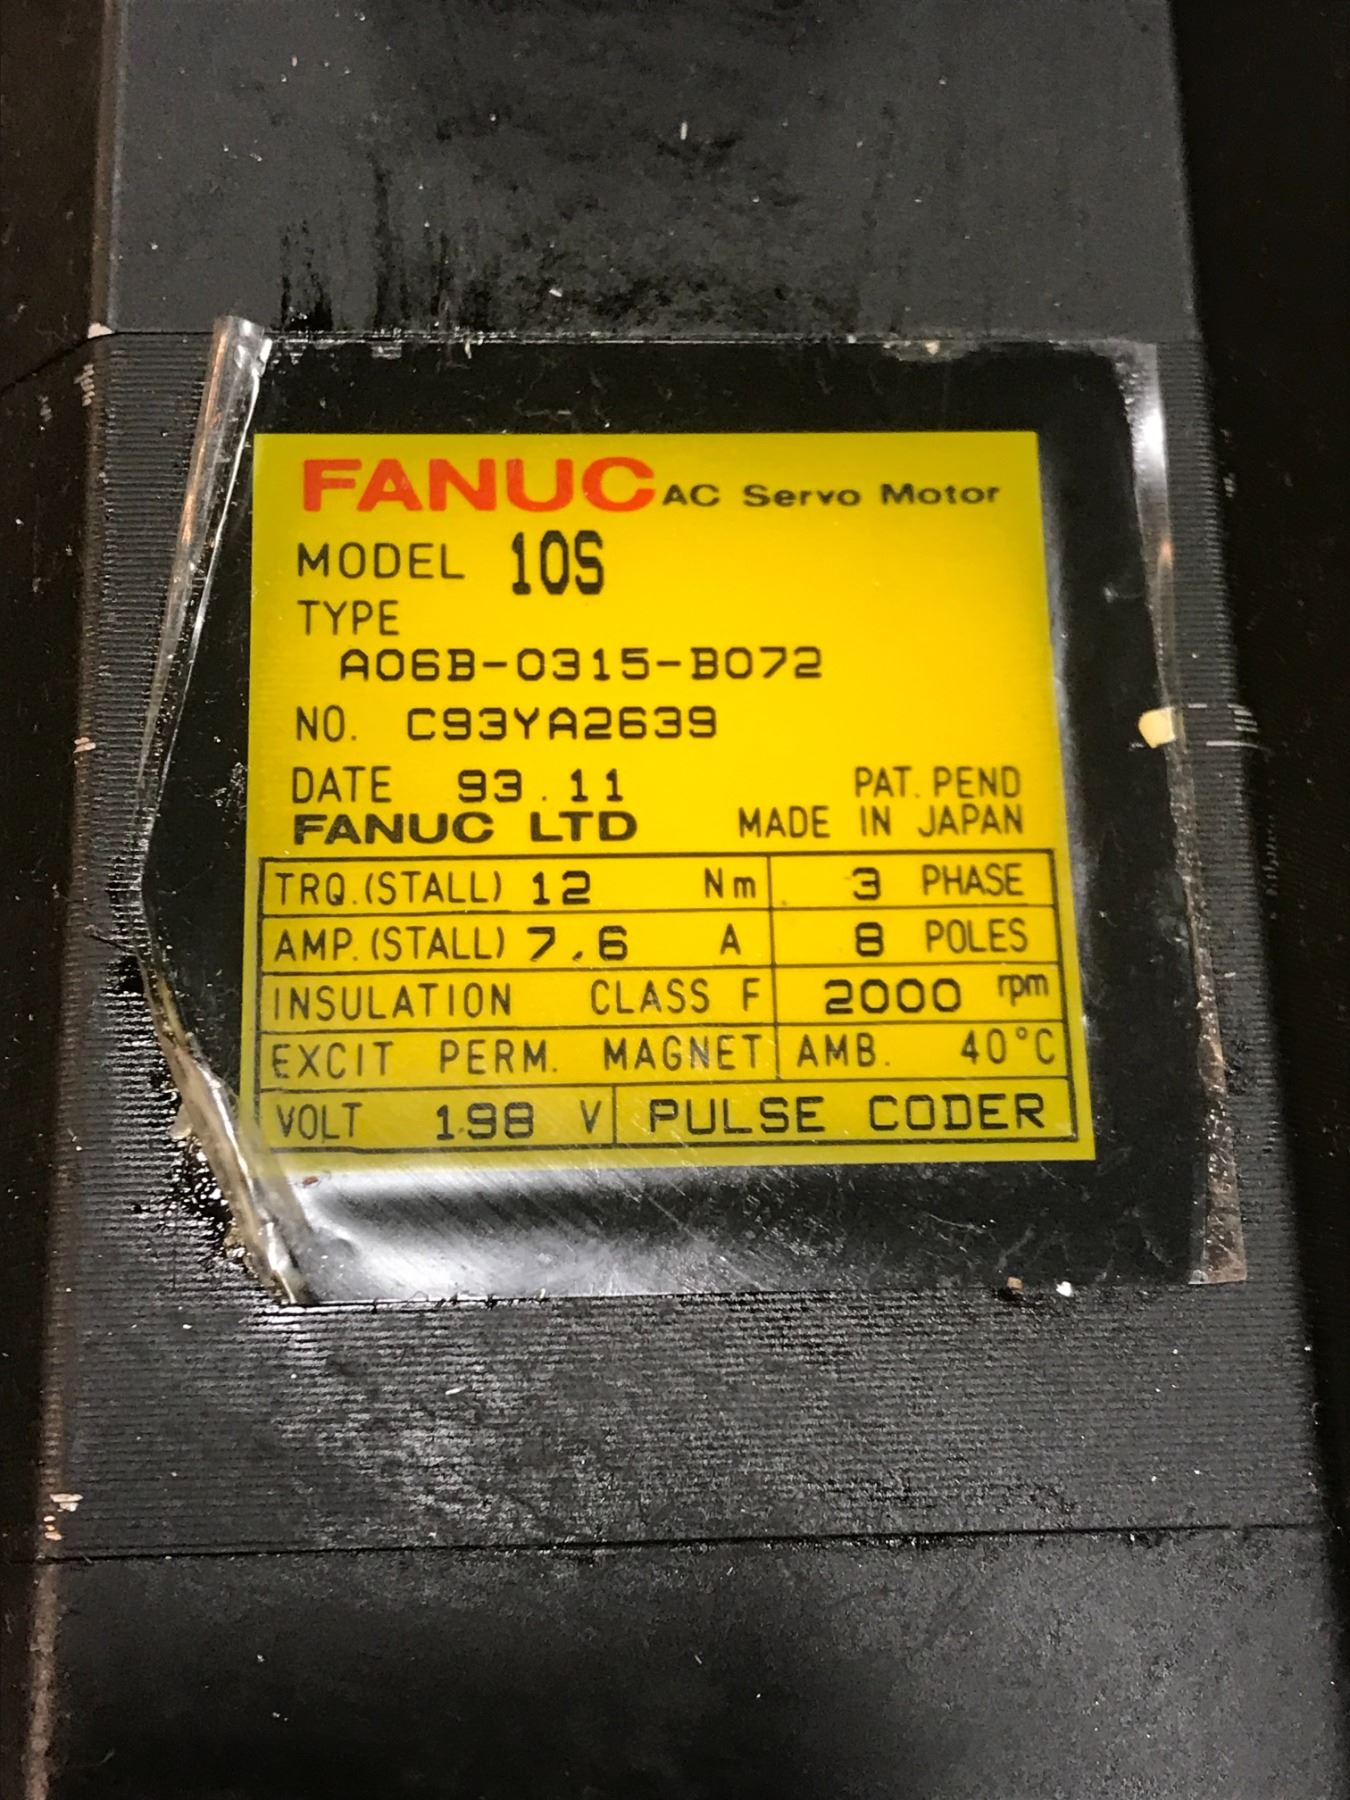 FANUC AC Servo Motor
MODEL 10S
TYPE
A06B-0315-B072
NO. C93YA2639
DATE 93.11 PAT. PEND
FANUC LTD MADE IN JAPAN
TRQ.(STALL) 12 Nm 3 PHASE
AMP.(STALL) 7.6 A 8 POLES
INSULATION CLASS F 2000 rpm
EXCIT PERM. MAGNET AMB. 40°C
VOLT 198 V PULSE CODER